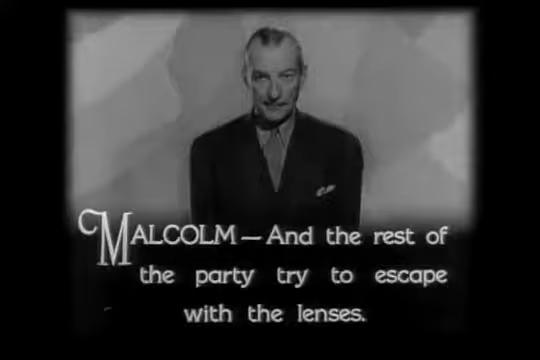 MALCOLM — And the rest of
the party try to escape
with the lenses.